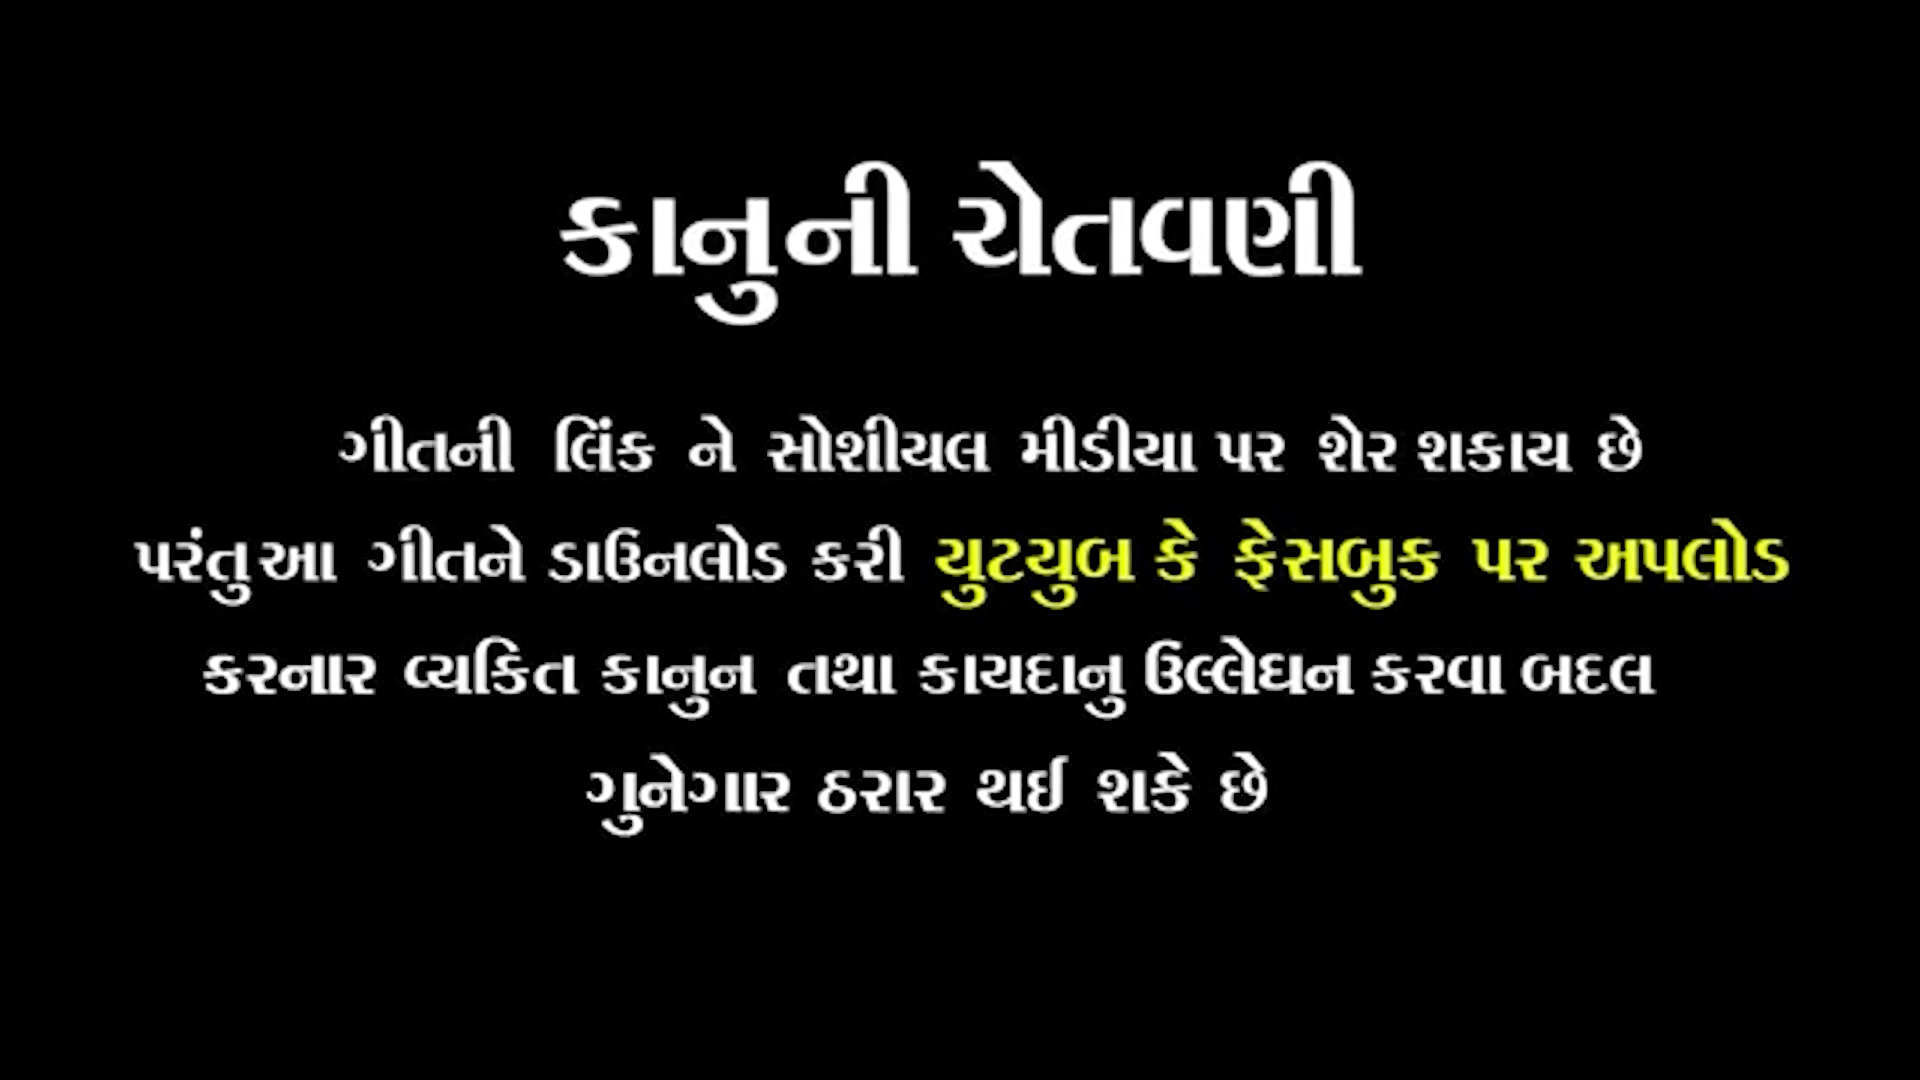 કાનુની ચેતવણી
ગીતની લિંક ને સોશીયલ મીડીયા પર શેર શકાય છે
પરંતુ આ ગીતને ડાઉનલોડ કરી યુટયુબ કે ફેસબુક પર અપલોડ
કરનાર વ્યકિત કાનુન તથા કાયદાનુ ઉલ્લેઘન કરવા બદલ
ગુનેગાર ઠરાર થઈ શકે છે